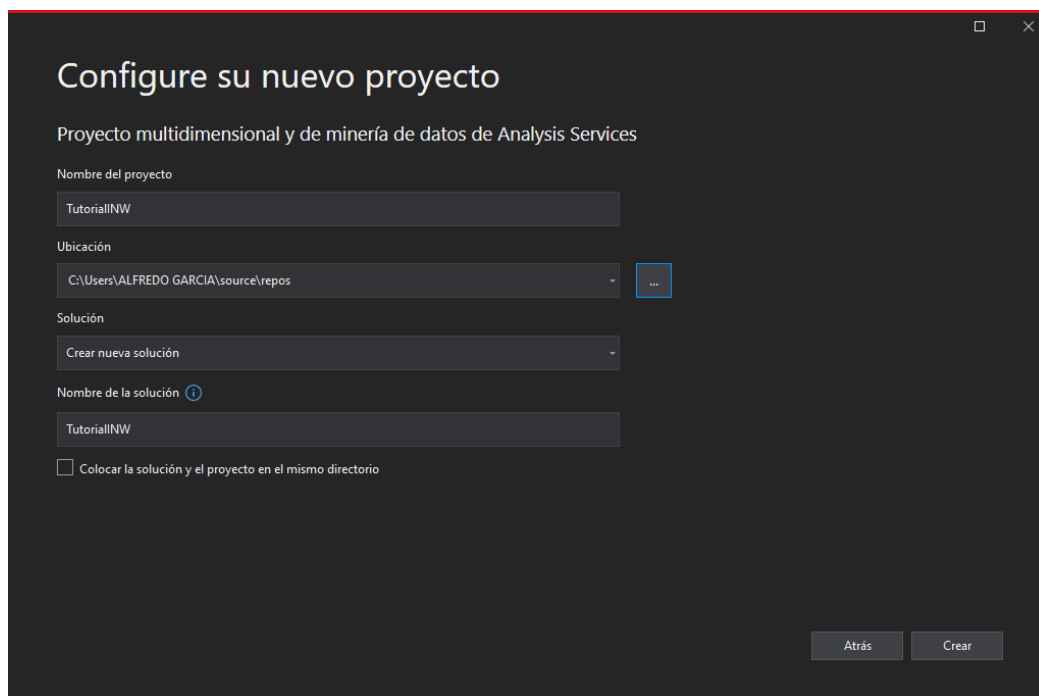 Configure su nuevo proyecto
Proyecto multidimensional y de minería de datos de Analysis Services
Nombre del proyecto
TutorialINW
Ubicación
C:\Users\ALFREDO GARCIA\source\repos
...
Solución
Crear nueva solución
Nombre de la solución
TutorialINW
Colocar la solución y el proyecto en el mismo directorio
Atrás
Crear